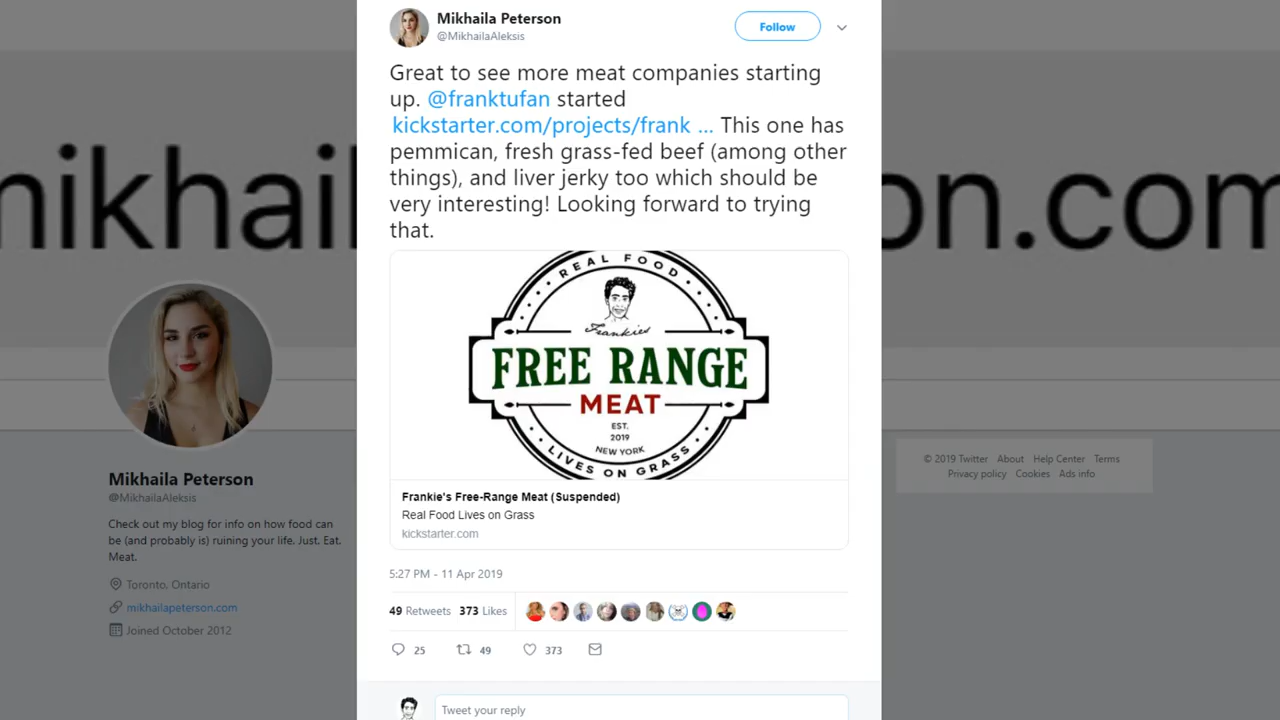 Mikhaila Peterson
@MikhailaAleksis
Follow
Great to see more meat companies starting
up. @franktufan started
kickstarter.com/projects/frank ... This one has
pemmican, fresh grass-fed beef (among other
things), and liver jerky too which should be
very interesting! Looking forward to trying
that.
REAL FOOD
Frankies
FREE RANGE
MEAT
EST.
2019
NEW YORK
LIVES ON GRASS
Frankie's Free-Range Meat (Suspended)
Real Food Lives on Grass
kickstarter.com
5:27 PM - 11 Apr 2019
49 Retweets 373 Likes
25 49 373
Tweet your reply
mikhai
on.com
Mikhaila Peterson
@MikhailaAleksis
Check out my blog for info on how food can
be (and probably is) ruining your life. Just. Eat.
Meat.
Toronto, Ontario
mikhailapeterson.com
Joined October 2012
© 2019 Twitter About Help Center Terms
Privacy policy Cookies Ads info